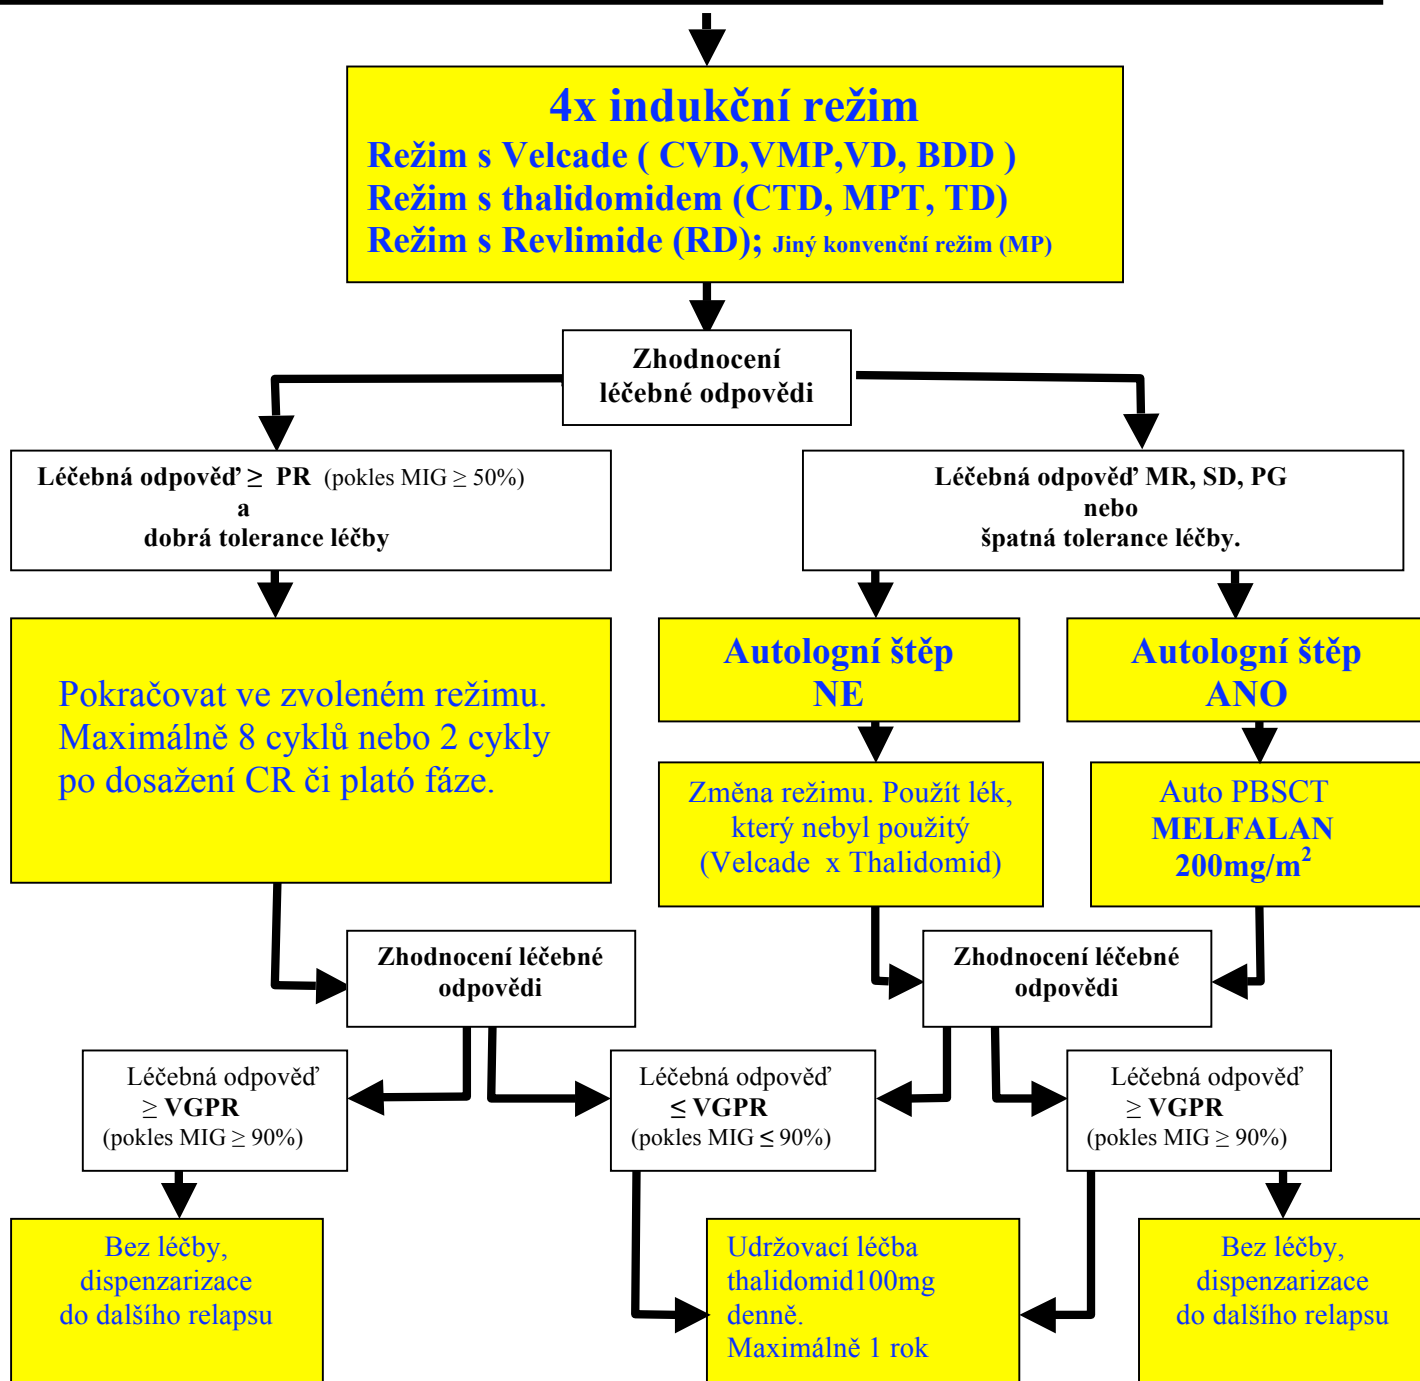 4x indukční režim
Režim s Velcade ( CVD,VMP,VD, BDD )
Režim s thalidomidem (CTD, MPT, TD)
Režim s Revlimide (RD); Jiný konvenční režim (MP)
Zhodnocení
léčebné odpovědi
Léčebná odpověď ≥ PR (pokles MIG ≥ 50%)
a
dobrá tolerance léčby
Léčebná odpověď MR, SD, PG
nebo
špatná tolerance léčby.
Pokračovat ve zvoleném režimu.
Maximálně 8 cyklů nebo 2 cykly
po dosažení CR či plató fáze.
Autologní štěp
NE
Autologní štěp
ANO
Změna režimu. Použít lék,
který nebyl použitý
(Velcade x Thalidomid)
Auto PBSCT
MELFALAN
200mg/m²
Zhodnocení léčebné
odpovědi
Zhodnocení léčebné
odpovědi
Léčebná odpověď
≥ VGPR
(pokles MIG ≥ 90%)
Léčebná odpověď
≤ VGPR
(pokles MIG ≤ 90%)
Léčebná odpověď
≥ VGPR
(pokles MIG ≥ 90%)
Bez léčby,
dispenzarizace
do dalšího relapsu
Udržovací léčba
thalidomid100mg
denně.
Maximálně 1 rok
Bez léčby,
dispenzarizace
do dalšího relapsu